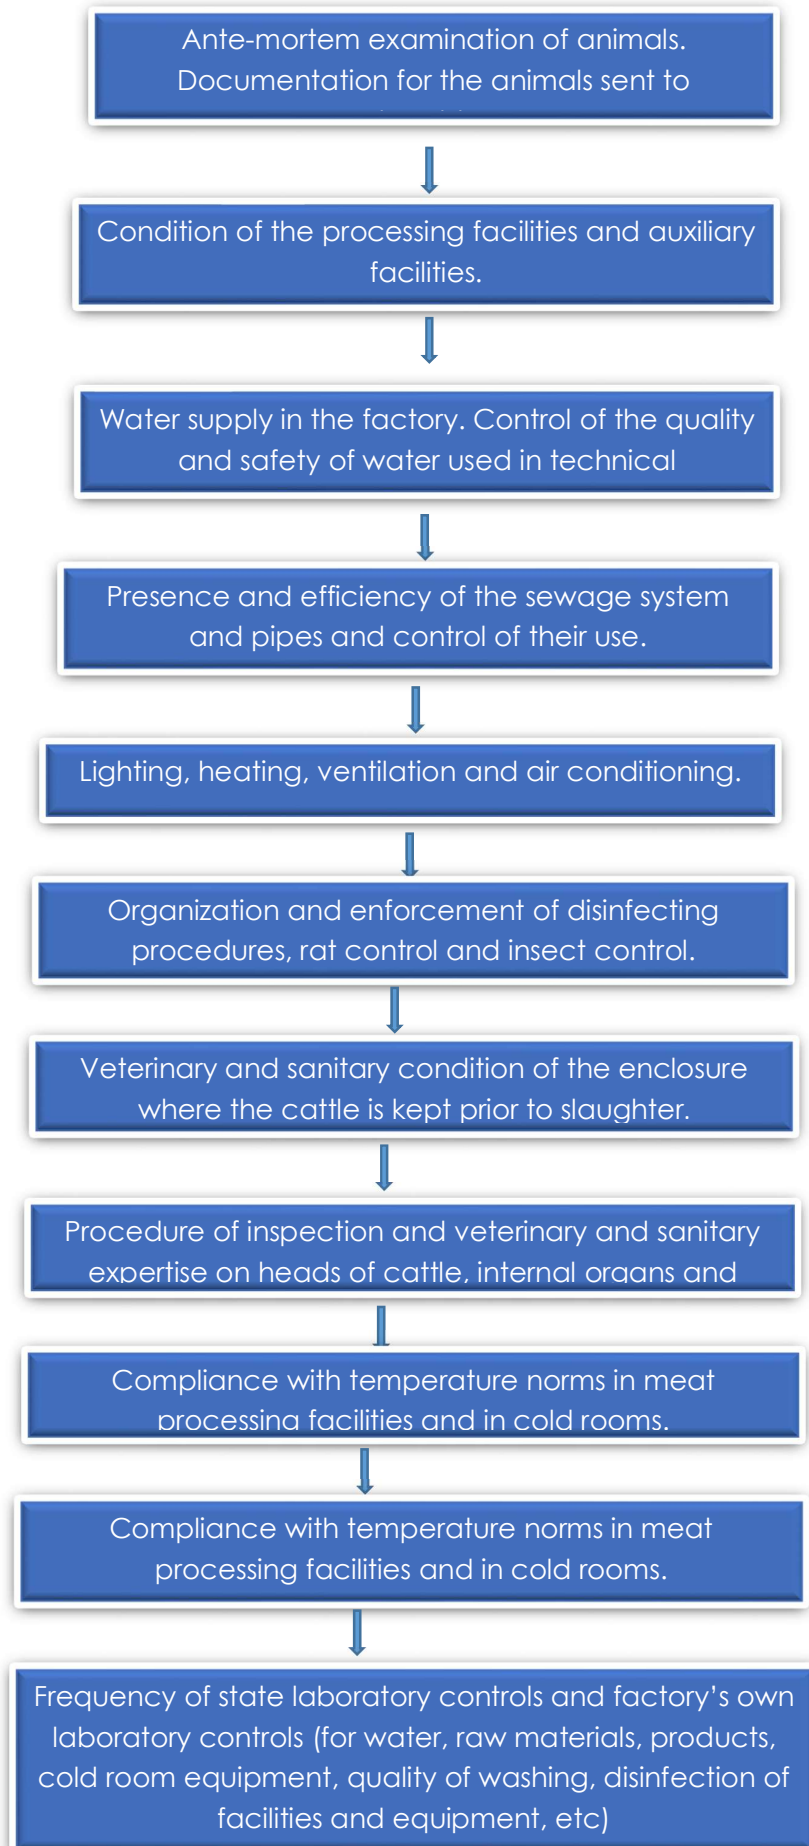 Ante-mortem examination of animals.
Documentation for the animals sent to
Condition of the processing facilities and auxiliary
facilities.
Water supply in the factory. Control of the quality
and safety of water used in technical
Presence and efficiency of the sewage system
and pipes and control of their use.
Lighting, heating, ventilation and air conditioning.
Organization and enforcement of disinfecting
procedures, rat control and insect control.
Veterinary and sanitary condition of the enclosure
where the cattle is kept prior to slaughter.
Procedure of inspection and veterinary and sanitary
expertise on heads of cattle, internal organs and
Compliance with temperature norms in meat
processing facilities and in cold rooms.
Compliance with temperature norms in meat
processing facilities and in cold rooms.
Frequency of state laboratory controls and factory’s own
laboratory controls (for water, raw materials, products,
cold room equipment, quality of washing, disinfection of
facilities and equipment, etc)